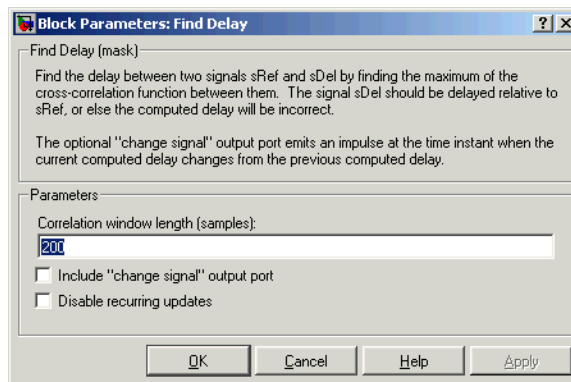 Block Parameters: Find Delay
Find Delay (mask)
Find the delay between two signals sRef and sDel by finding the maximum of the
cross-correlation function between them. The signal sDel should be delayed relative to
sRef, or else the computed delay will be incorrect.
The optional "change signal" output port emits an impulse at the time instant when the
current computed delay changes from the previous computed delay.
Parameters
Correlation window length (samples):
200
Include "change signal" output port
Disable recurring updates
OK Cancel Help Apply